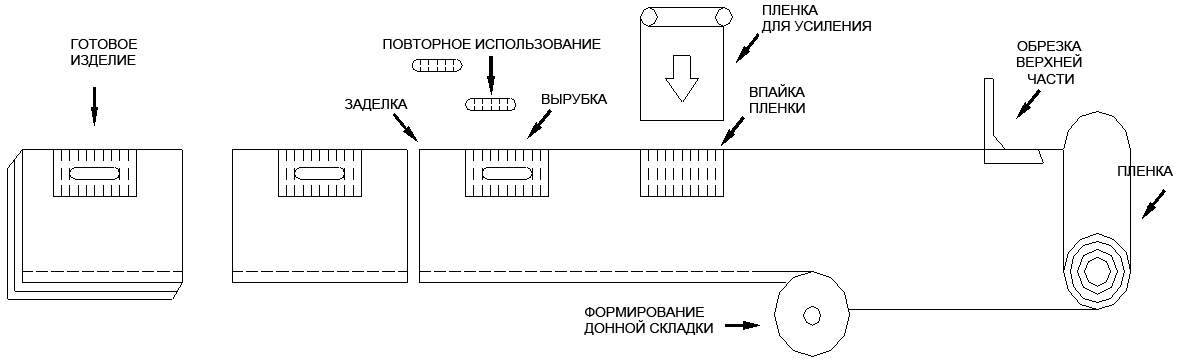 ГОТОВОЕ
ИЗДЕЛИЕ
ПОВТОРНОЕ ИСПОЛЬЗОВАНИЕ
ЗАДЕЛКА
ВЫРУБКА
ПЛЕНКА
ДЛЯ УСИЛЕНИЯ
ВПАЙКА
ПЛЕНКИ
ОБРЕЗКА
ВЕРХНЕЙ
ЧАСТИ
ПЛЕНКА
ФОРМИРОВАНИЕ
ДОННОЙ СКЛАДКИ